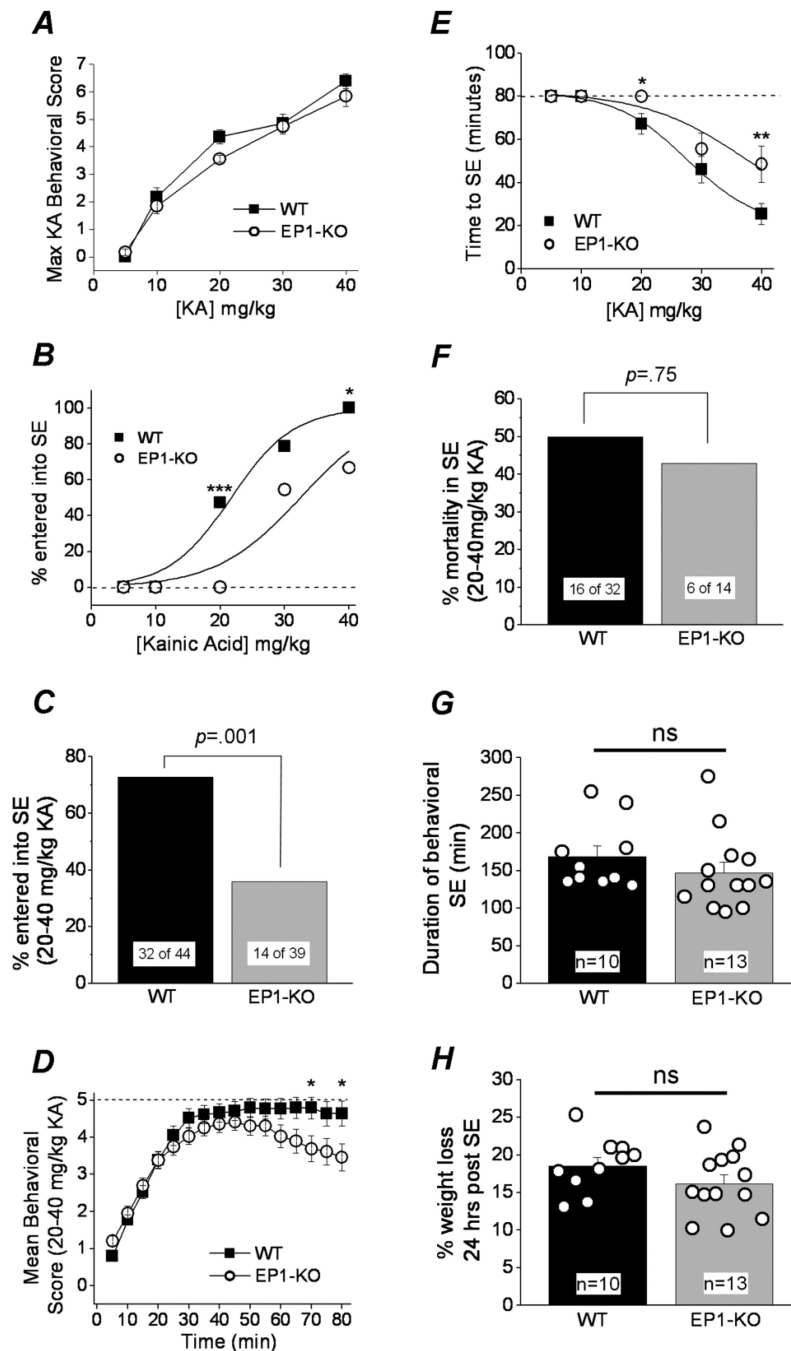 A
Max KA Behavioral Score
7
6
5
4
3
2
1
0
WT
EP1-KO
0 10 20 30 40
[KA] mg/kg
B
% entered into SE
100
80
60
40
20
0
WT
EP1-KO
***
*
0 10 20 30 40
[Kainic Acid] mg/kg
C
% entered into SE
(20-40 mg/kg KA)
80
60
40
20
0
p=.001
32 of 44
14 of 39
WT EP1-KO
D
Mean Behavioral
Score (20-40 mg/kg KA)
5
4
3
2
1
0
* *
WT
EP1-KO
0 10 20 30 40 50 60 70 80
Time (min)
E
Time to SE (minutes)
100
80
60
40
20
0
*
**
WT
EP1-KO
0 10 20 30 40
[KA] mg/kg
F
% mortality in SE
(20-40mg/kg KA)
60
50
40
30
20
10
0
p=.75
16 of 32
6 of 14
WT EP1-KO
G
Duration of behavioral
SE (min)
300
250
200
150
100
50
0
ns
n=10
n=13
WT EP1-KO
H
% weight loss
24 hrs post SE
30
25
20
15
10
5
0
ns
n=10
n=13
WT EP1-KO